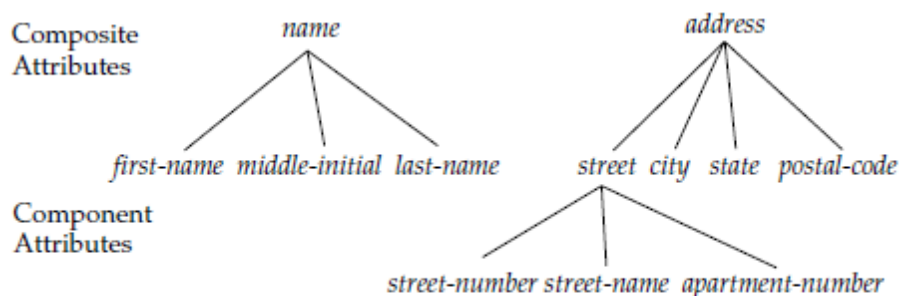 Composite
Attributes
name
address
first-name middle-initial last-name
street city state postal-code
Component
Attributes
street-number street-name apartment-number